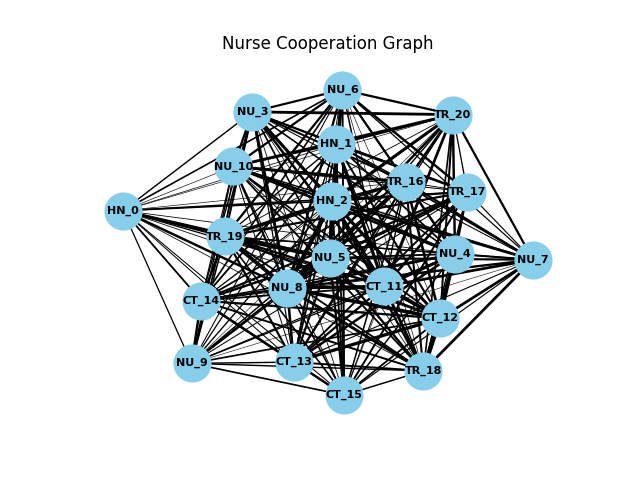 Nurse Cooperation Graph
NU_6
NU_3
TR_20
HN_1
NU_10
TR_16
TR_17
HN_2
HN_0
TR_19
NU_4
NU_5
NU_7
CT_11
NU_8
CT_14
CT_12
CT_13
NU_9
TR_18
CT_15